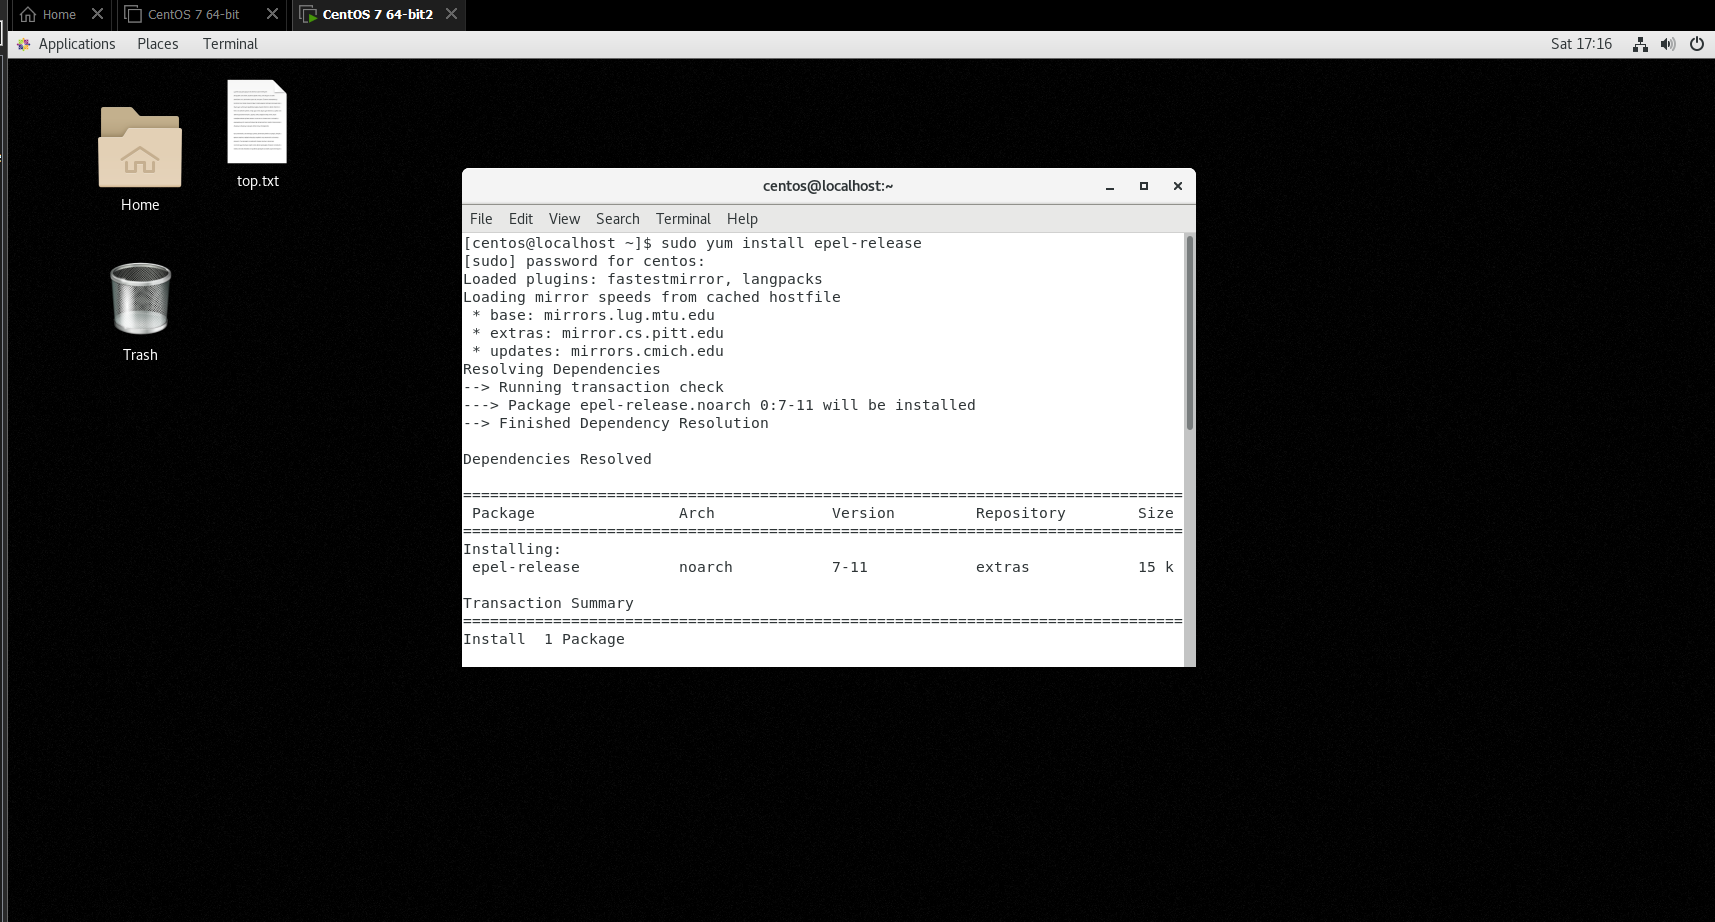 Home
CentOS 7 64-bit
CentOS 7 64-bit2
Applications Places Terminal
Sat 17:16
top.txt
Home
Trash
centos@localhost:~
File Edit View Search Terminal Help
[centos@localhost ~]$ sudo yum install epel-release
[sudo] password for centos:
Loaded plugins: fastestmirror, langpacks
Loading mirror speeds from cached hostfile
 * base: mirrors.lug.mtu.edu
 * extras: mirror.cs.pitt.edu
 * updates: mirrors.cmich.edu
Resolving Dependencies
--> Running transaction check
---> Package epel-release.noarch 0:7-11 will be installed
--> Finished Dependency Resolution
Dependencies Resolved
================================================================================
 Package                Arch             Version         Repository        Size
================================================================================
Installing:
 epel-release           noarch           7-11            extras            15 k
Transaction Summary
================================================================================
Install  1 Package